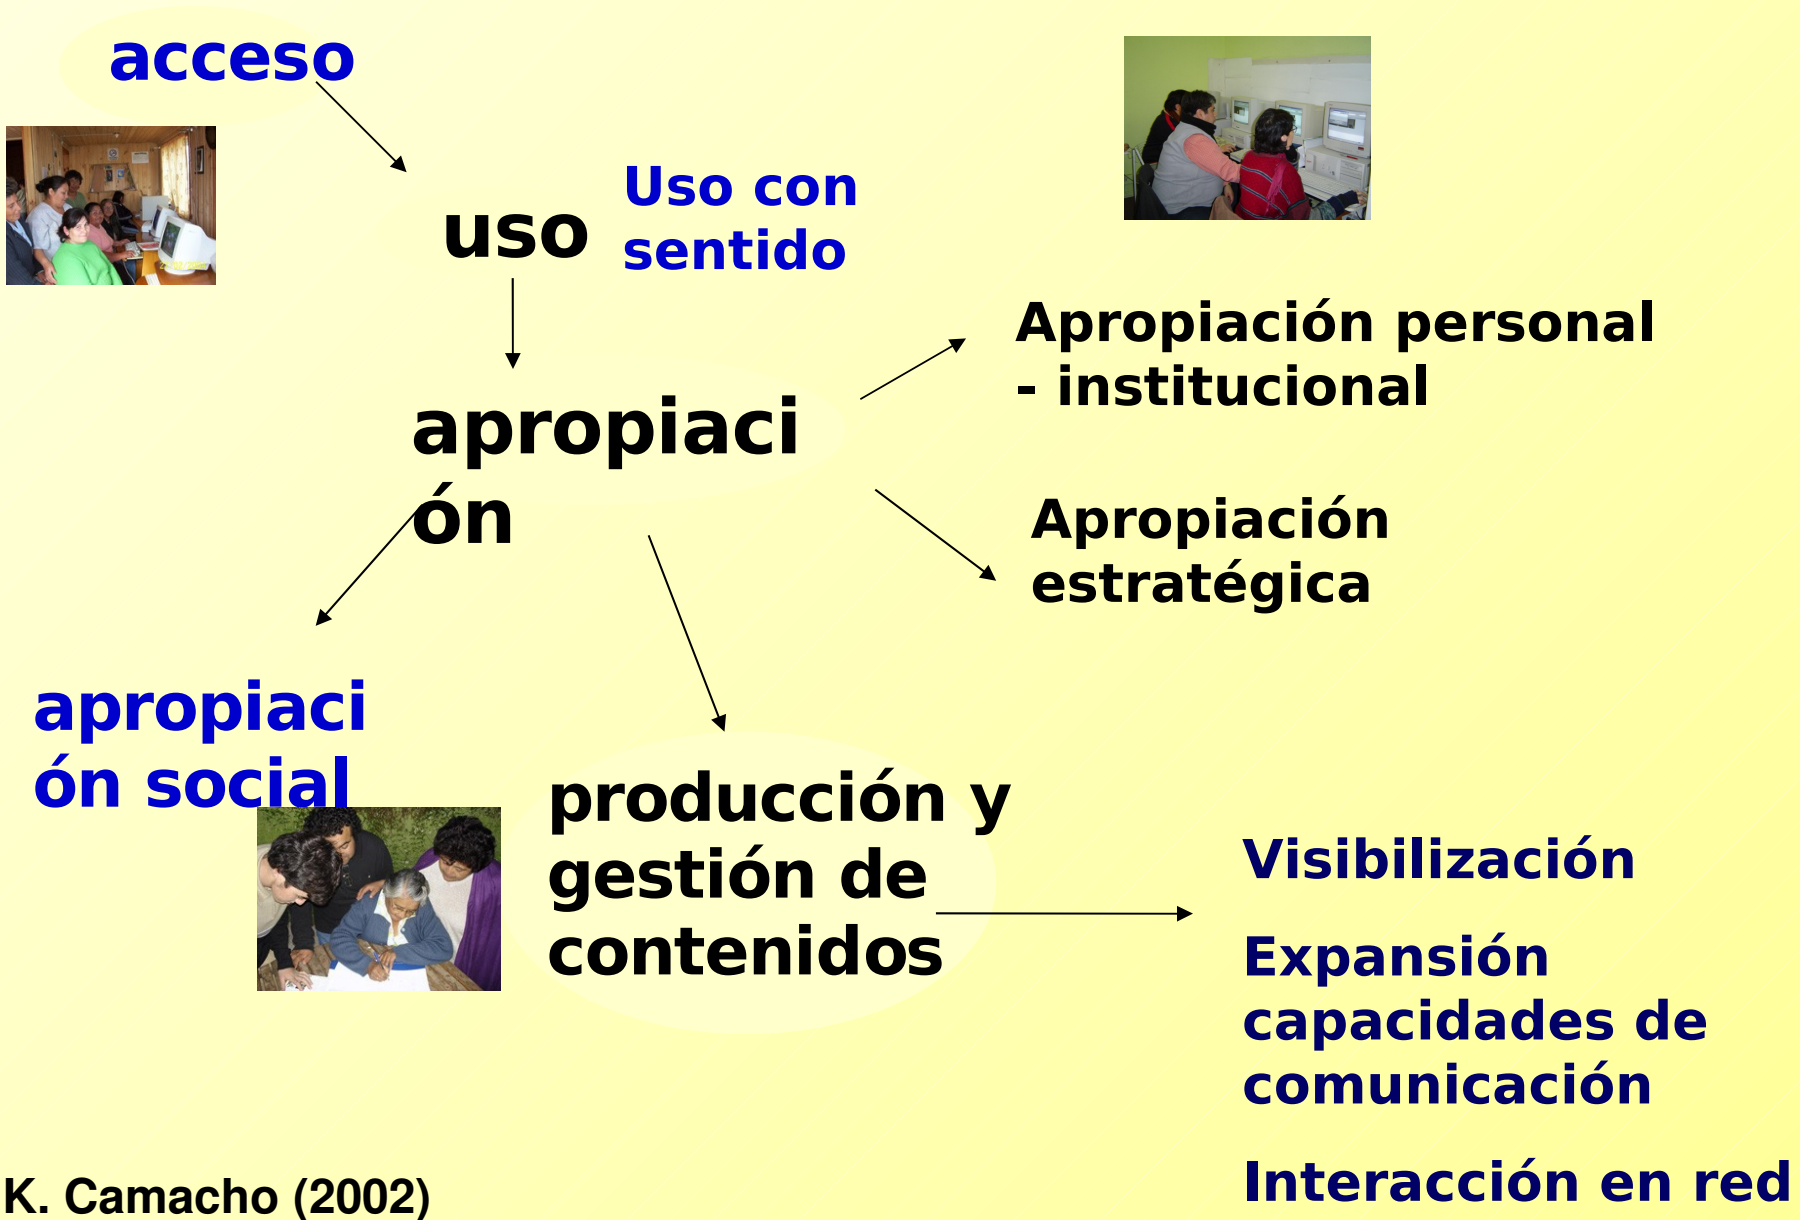 acceso
uso
Uso con
sentido
Apropiación personal
- institucional
apropiaci
ón
Apropiación
estratégica
apropiaci
ón social
producción y
gestión de
contenidos
Visibilización
Expansión
capacidades de
comunicación
Interacción en red
K. Camacho (2002)